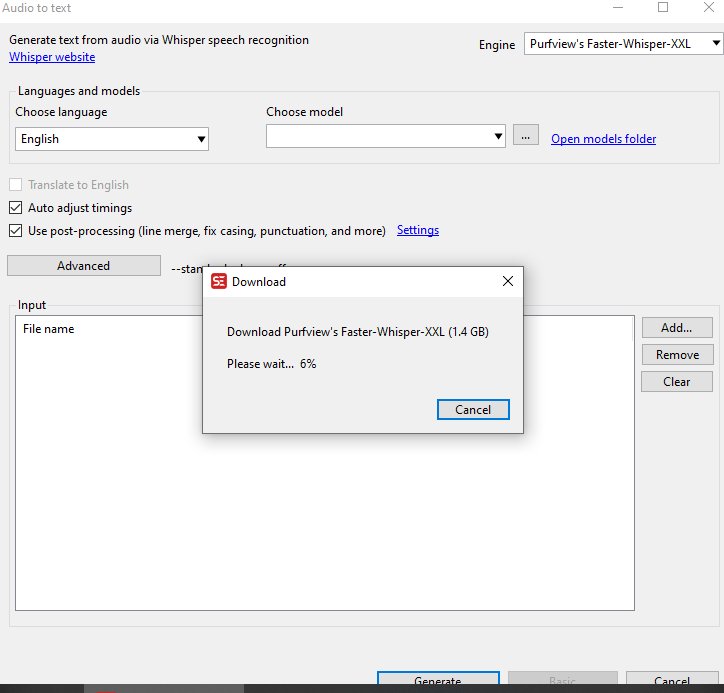 Audio to text
Generate text from audio via Whisper speech recognition
Whisper website
Engine
Purfview's Faster-Whisper-XXL
Languages and models
Choose language
Choose model
English
...
Open models folder
Translate to English
Auto adjust timings
Use post-processing (line merge, fix casing, punctuation, and more)
Settings
Advanced
Download
Download Purfview's Faster-Whisper-XXL (1.4 GB)
Please wait... 6%
Cancel
Input
File name
Add...
Remove
Clear
Generate
Basic
Cancel